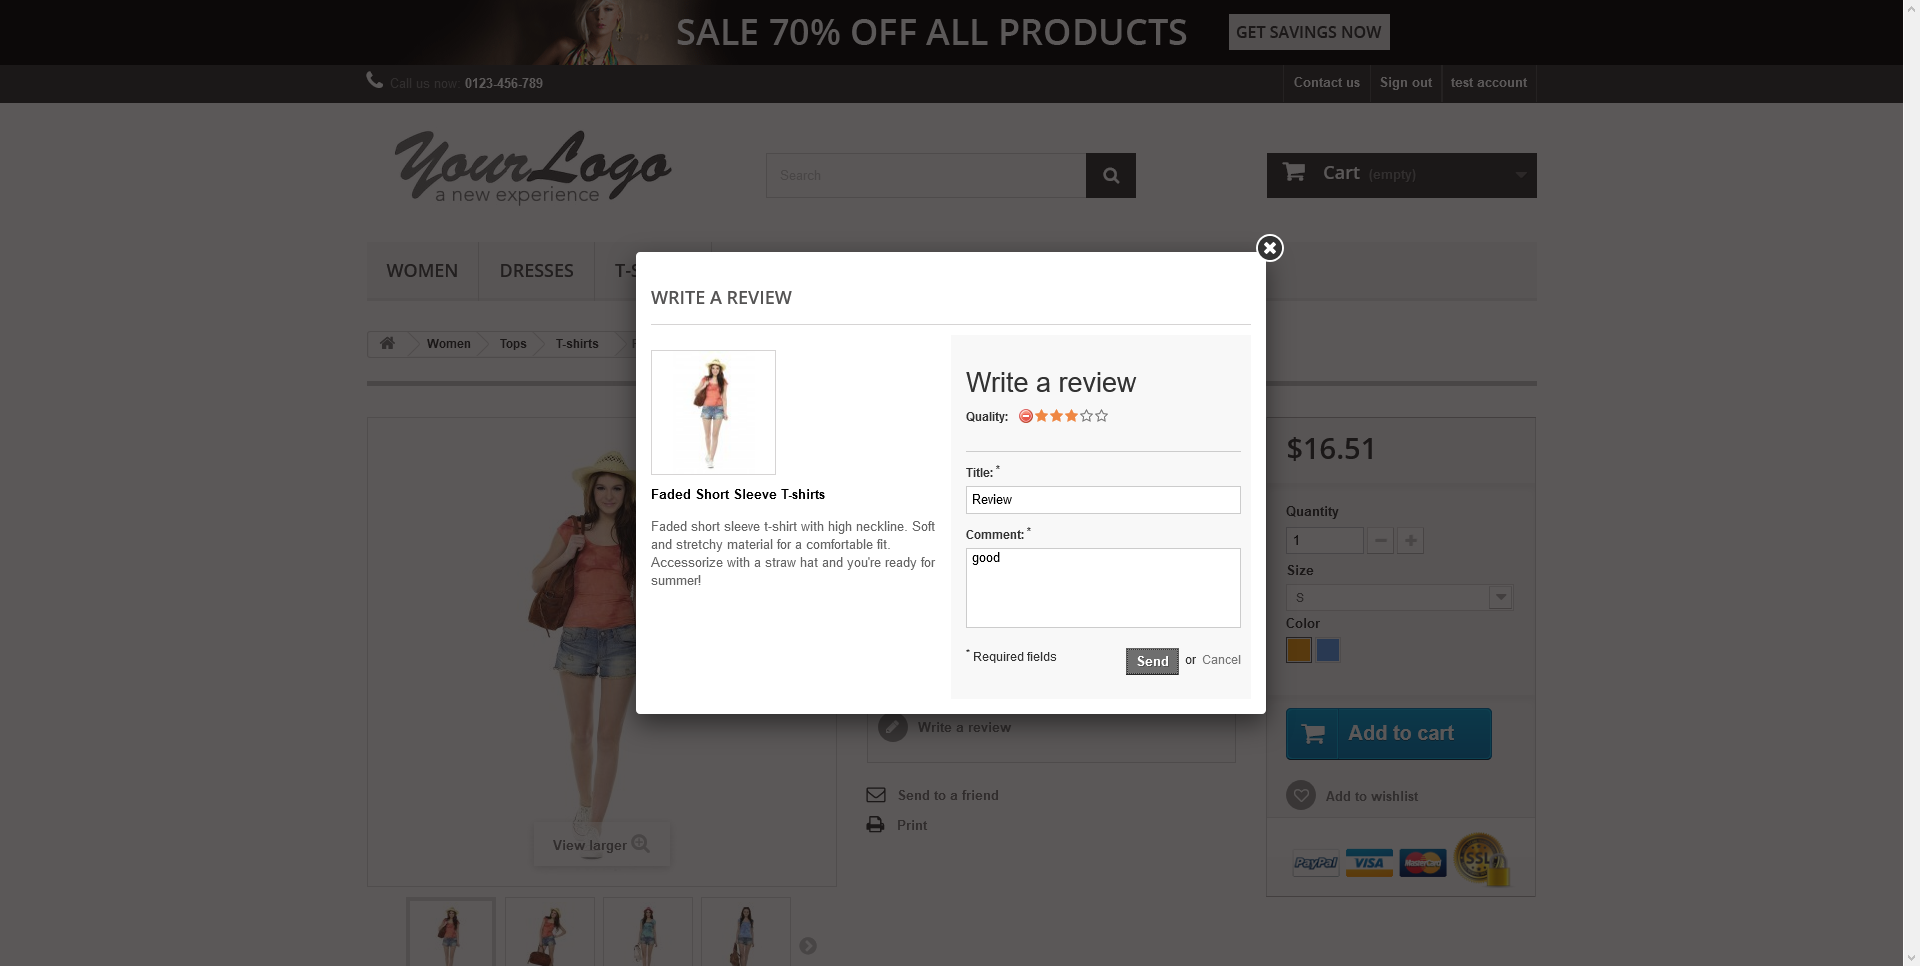 SALE 70% OFF ALL PRODUCTS
GET SAVINGS NOW
Call us now: 0123-456-789
Contact us
Sign out
test account
YourLogo
a new experience
Search
Cart (empty)
WOMEN
DRESSES
WRITE A REVIEW
Women
Tops
T-shirts
Faded Short Sleeve T-shirts
Faded short sleeve t-shirt with high neckline. Soft
and stretchy material for a comfortable fit.
Accessorize with a straw hat and you're ready for
summer!
Write a review
Quality:
Title: *
Review
Comment: *
good
* Required fields
Send or Cancel
$16.51
Quantity
1
Size
S
Color
Add to cart
Add to wishlist
PayPal
VISA
MasterCard
SSL
Write a review
Send to a friend
Print
View larger